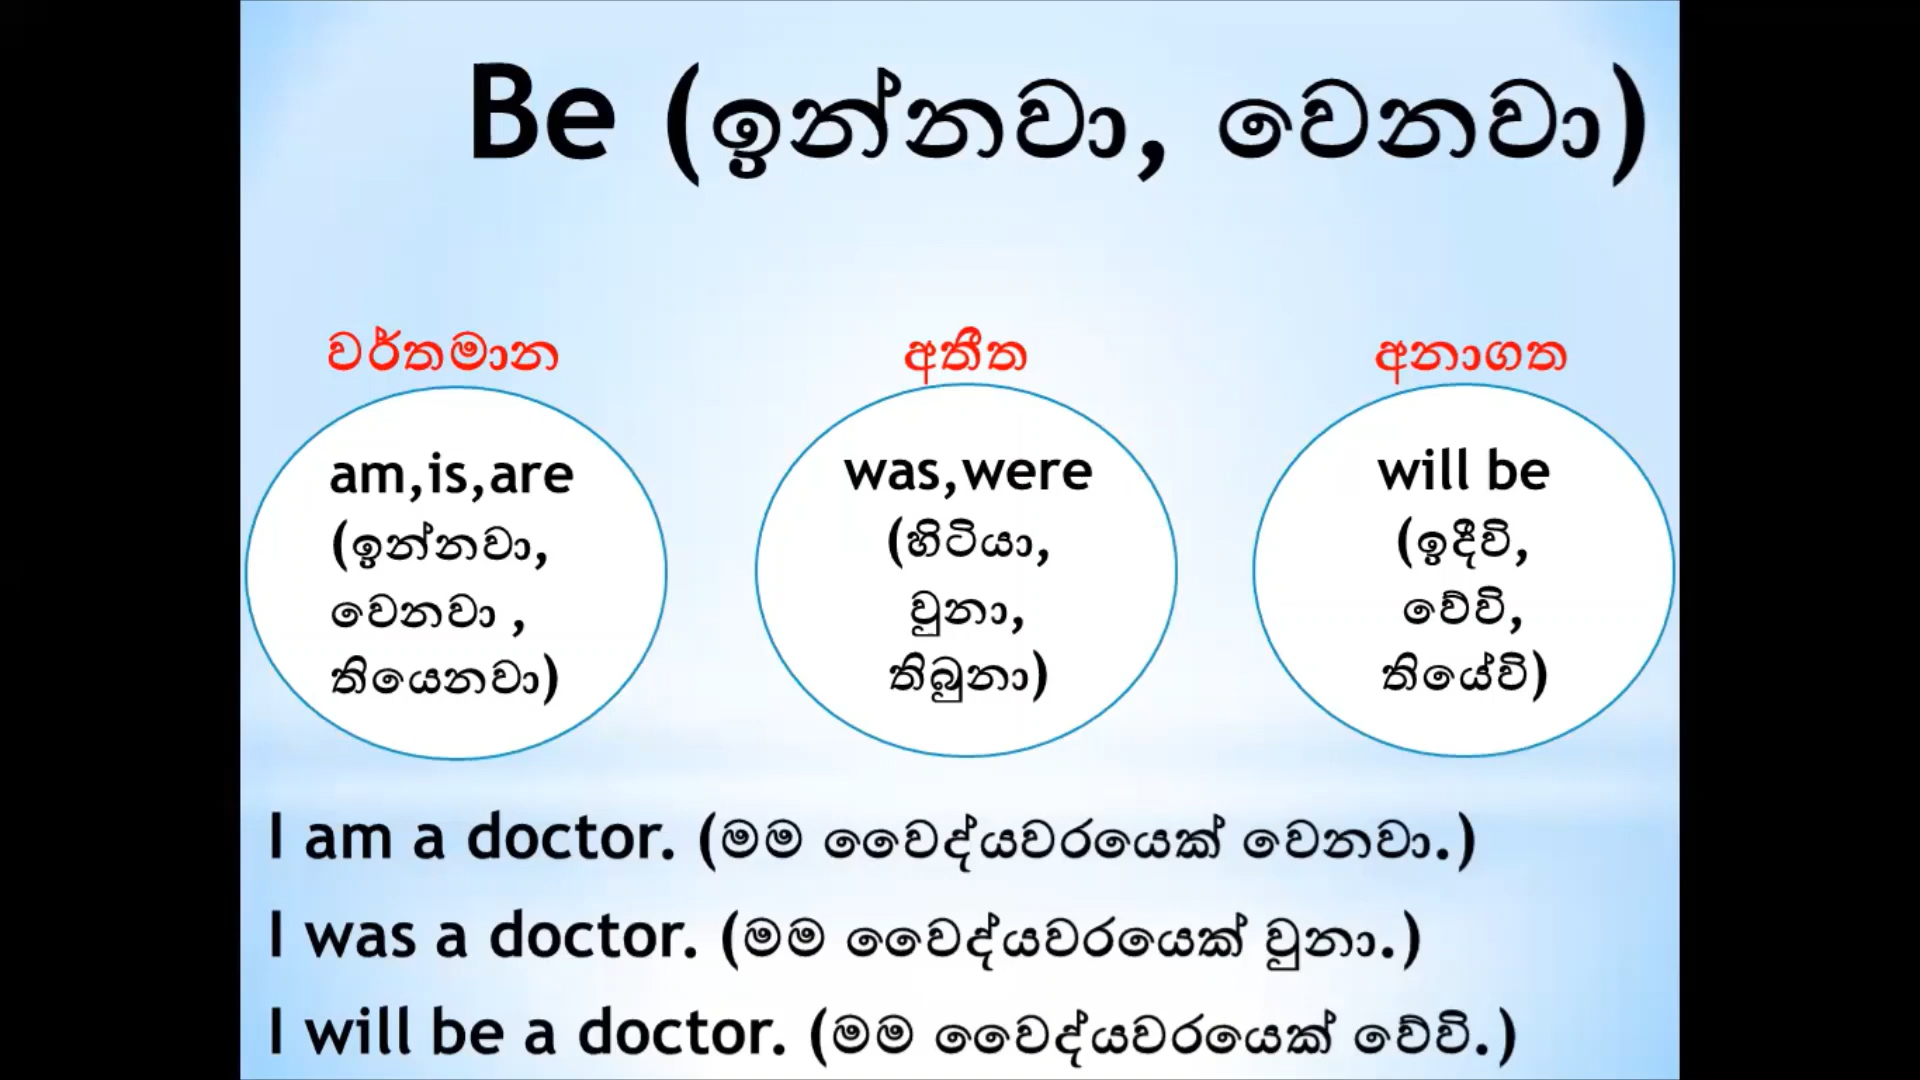 Be (ඉන්නවා, වෙනවා)
වර්තමාන
am,is,are
(ඉන්නවා,
වෙනවා ,
තියෙනවා)
අතීත
was,were
(හිටියා,
වුනා,
තිබුනා)
අනාගත
will be
(ඉදීවි,
වේවි,
තියේවි)
I am a doctor. (මම වෛද්යවරයෙක් වෙනවා.)
I was a doctor. (මම වෛද්යවරයෙක් වුනා.)
I will be a doctor. (මම වෛද්යවරයෙක් වේවි.)